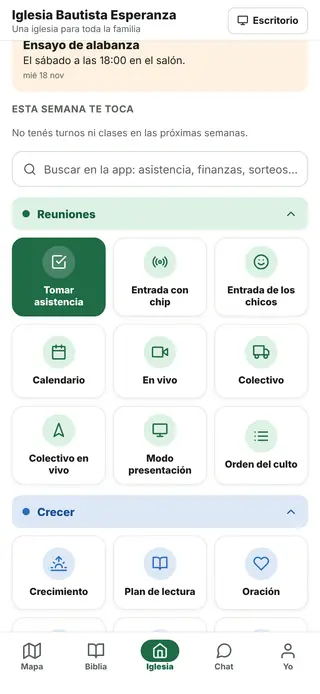 Iglesia Bautista Esperanza
Una iglesia para toda la familia
Escritorio
Ensayo de alabanza
El sábado a las 18:00 en el salón.
mié 18 nov
ESTA SEMANA TE TOCA
No tenés turnos ni clases en las próximas semanas.
Buscar en la app: asistencia, finanzas, sorteos...
Reuniones
Tomar
asistencia
Entrada con
chip
Entrada de los
chicos
Calendario
En vivo
Colectivo
Colectivo en
vivo
Modo
presentación
Orden del culto
Crecer
Crecimiento
Plan de lectura
Oración
Mapa
Biblia
Iglesia
Chat
Yo